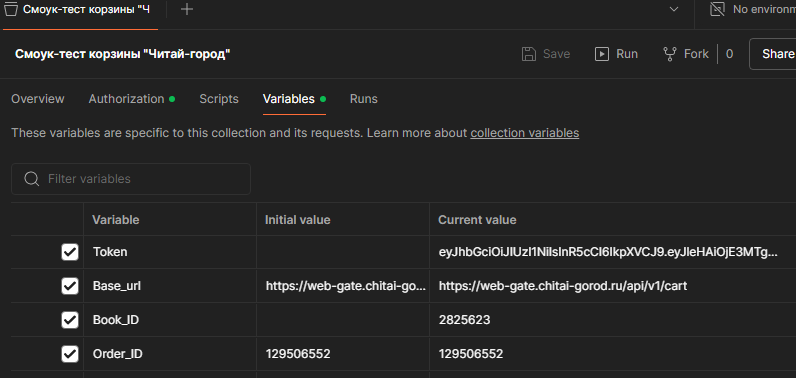 Смоук-тест корзины "Ч
No environm
Смоук-тест корзины "Читай-город"
Save Run Fork 0 Share
Overview Authorization Scripts Variables Runs
These variables are specific to this collection and its requests. Learn more about collection variables
Filter variables
Variable Initial value Current value
Token eyJhbGciOiJIUzI1NiIsInR5cCI6IkpXVCJ9.eyJleHAiOjE3MTg...
Base_url https://web-gate.chitai-go... https://web-gate.chitai-gorod.ru/api/v1/cart
Book_ID 2825623
Order_ID 129506552 129506552